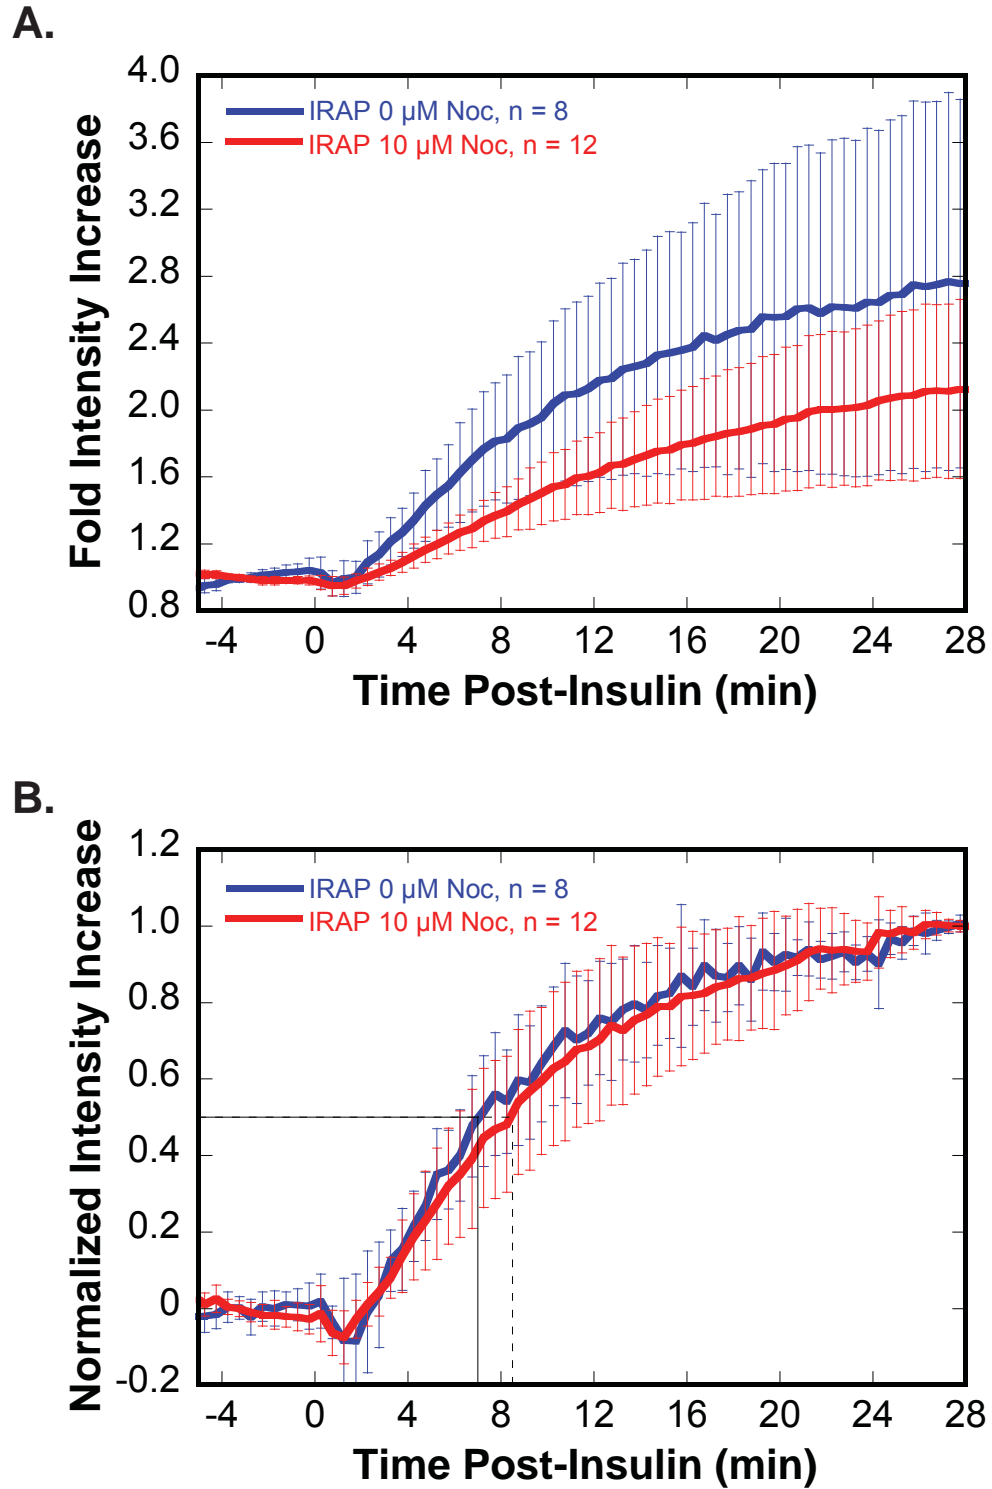 A.
Fold Intensity Increase
4.0
3.6
3.2
2.8
2.4
2.0
1.6
1.2
0.8
IRAP 0 µM Noc, n = 8
IRAP 10 µM Noc, n = 12
-4 0 4 8 12 16 20 24 28
Time Post-Insulin (min)
B.
Normalized Intensity Increase
1.2
1.0
0.8
0.6
0.4
0.2
0
-0.2
IRAP 0 µM Noc, n = 8
IRAP 10 µM Noc, n = 12
-4 0 4 8 12 16 20 24 28
Time Post-Insulin (min)